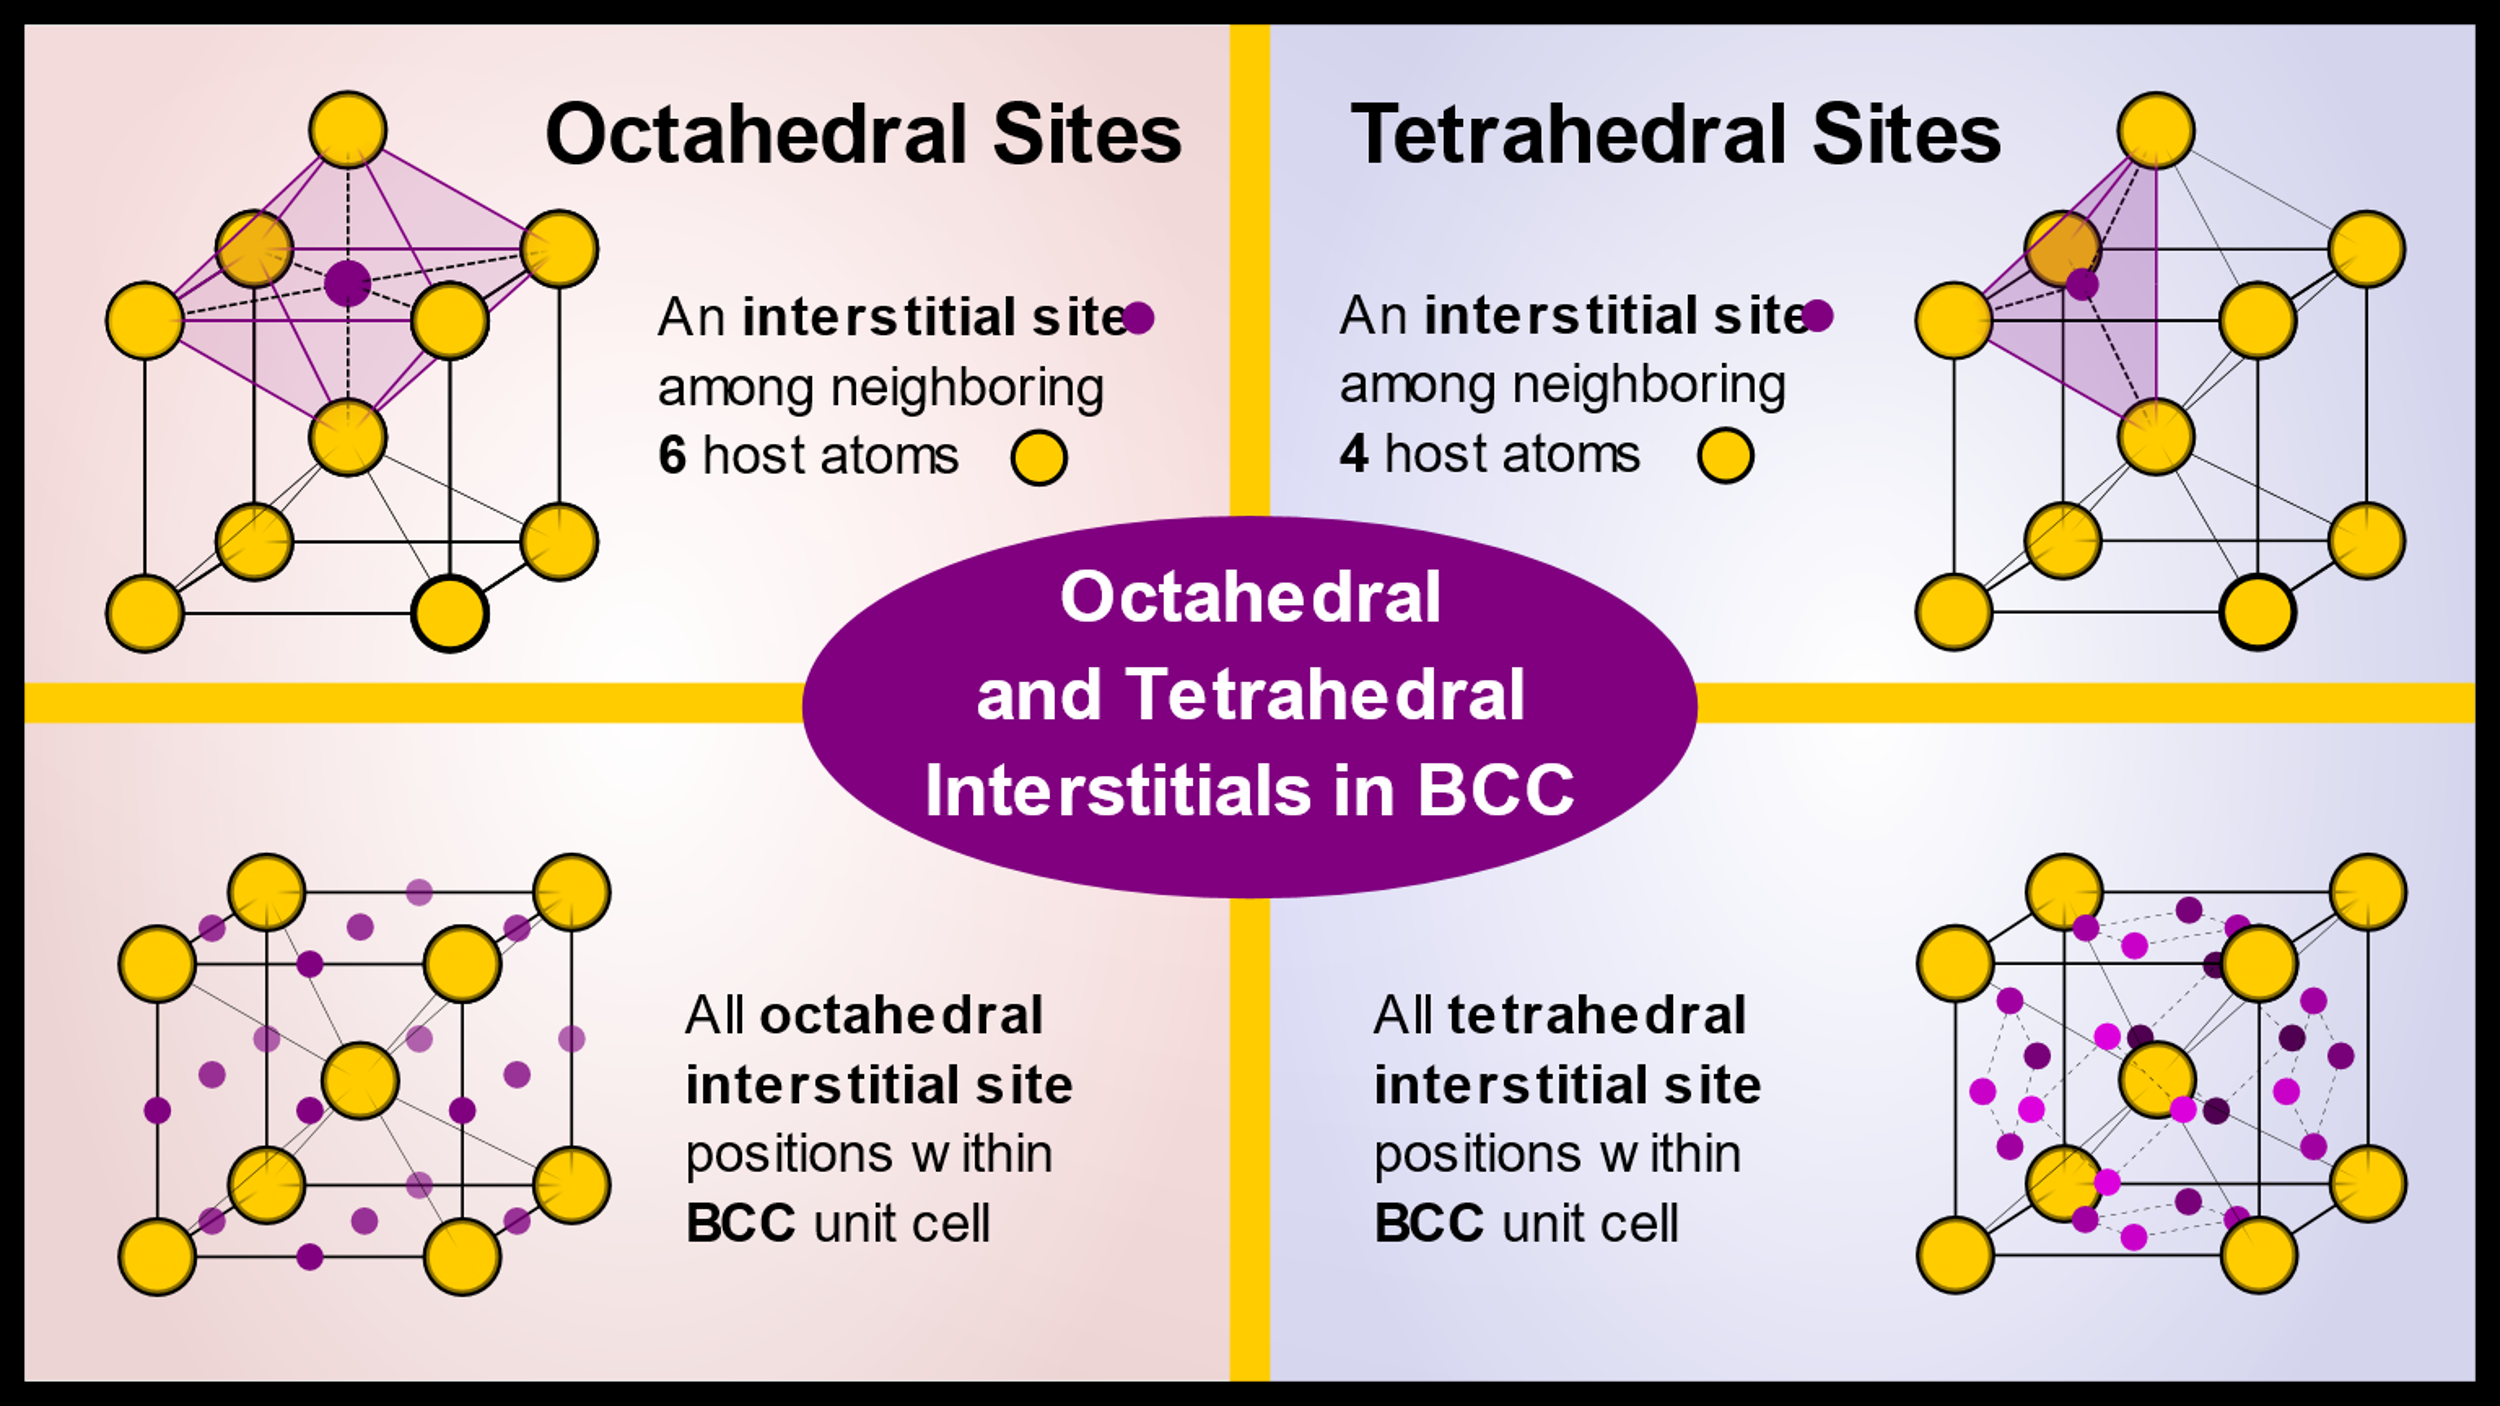 Octahedral Sites
An interstitial site
among neighboring
6 host atoms
Tetrahedral Sites
An interstitial site
among neighboring
4 host atoms
Octahedral
and Tetrahedral
Interstitials in BCC
All octahedral
interstitial site
positions within
BCC unit cell
All tetrahedral
interstitial site
positions within
BCC unit cell